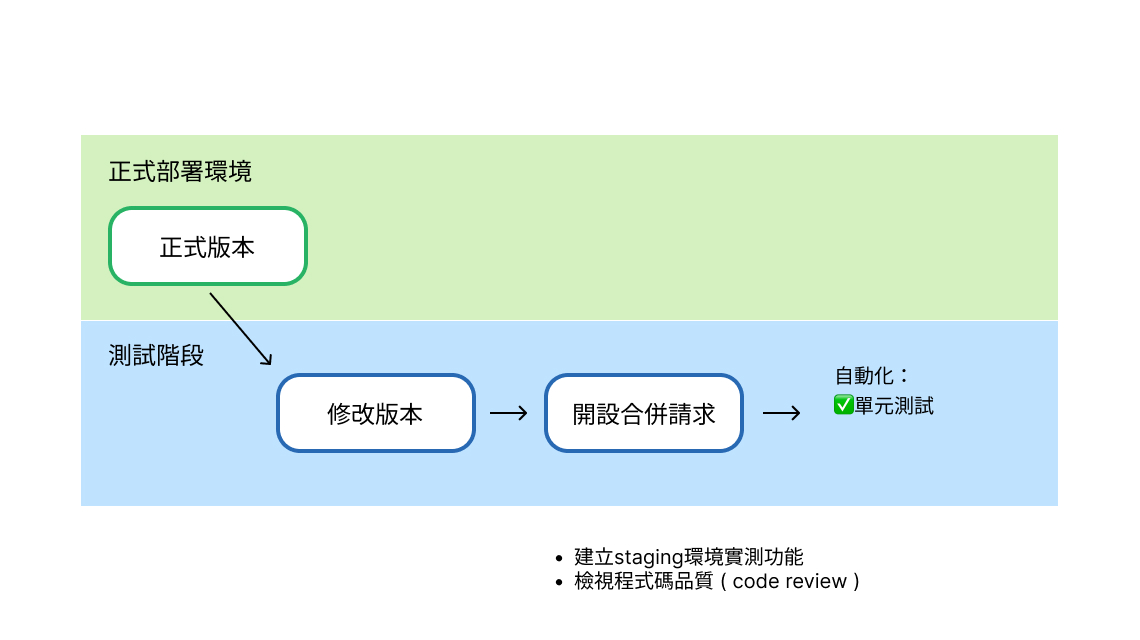 正式部署環境
正式版本
測試階段
修改版本
開設合併請求
自動化：
✅單元測試
• 建立staging環境實測功能
• 檢視程式碼品質 ( code review )